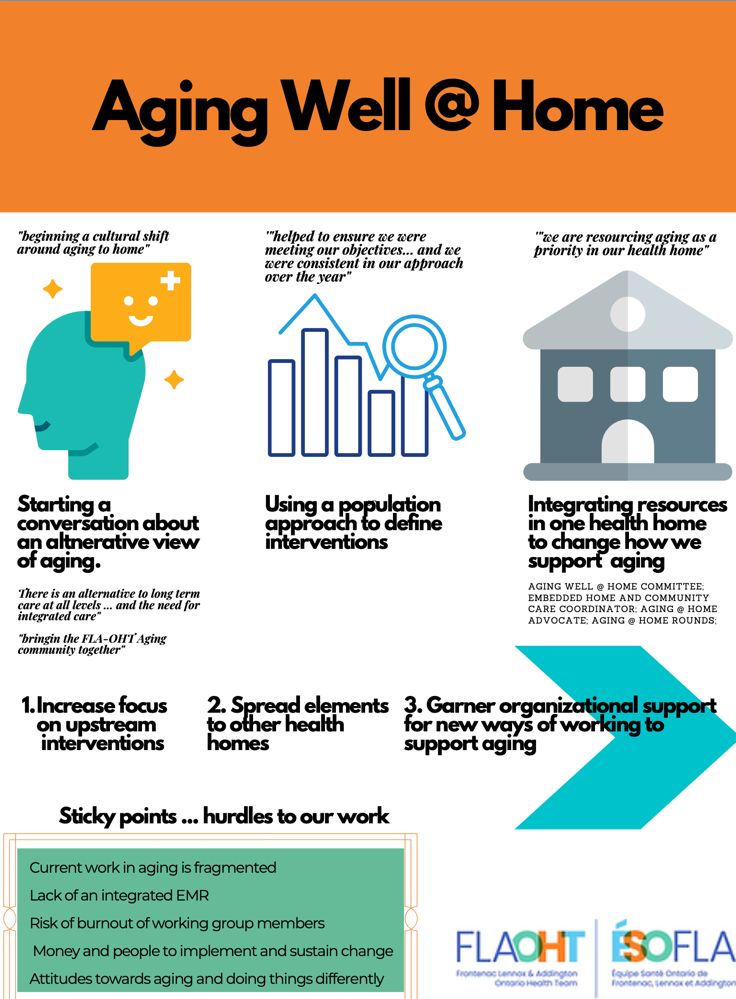 Aging Well @ Home
"beginning a cultural shift
around aging to home"
'"helped to ensure we were
meeting our objectives... and we
were consistent in our approach
over the year"
'"we are resourcing aging as a
priority in our health home"
Starting a
conversation about
an altnerative view
of aging.
Using a population
approach to define
interventions
Integrating resources
in one health home
to change how we
support aging
'There is an alternative to long term
care at all levels ... and the need for
integrated care"
"bringin the FLA-OHT Aging
community together"
AGING WELL @ HOME COMMITTEE;
EMBEDDED HOME AND COMMUNITY
CARE COORDINATOR; AGING @ HOME
ADVOCATE; AGING @ HOME ROUNDS;
1. Increase focus
on upstream
interventions
2. Spread elements
to other health
homes
3. Garner organizational support
for new ways of working to
support aging
Sticky points ... hurdles to our work
Current work in aging is fragmented
Lack of an integrated EMR
Risk of burnout of working group members
Money and people to implement and sustain change
Attitudes towards aging and doing things differently
FLAOHT
Frontenac Lennox & Addington
Ontario Health Team
ÉSOFLA
Équipe Santé Ontario de
Frontenac, Lennox et Addington